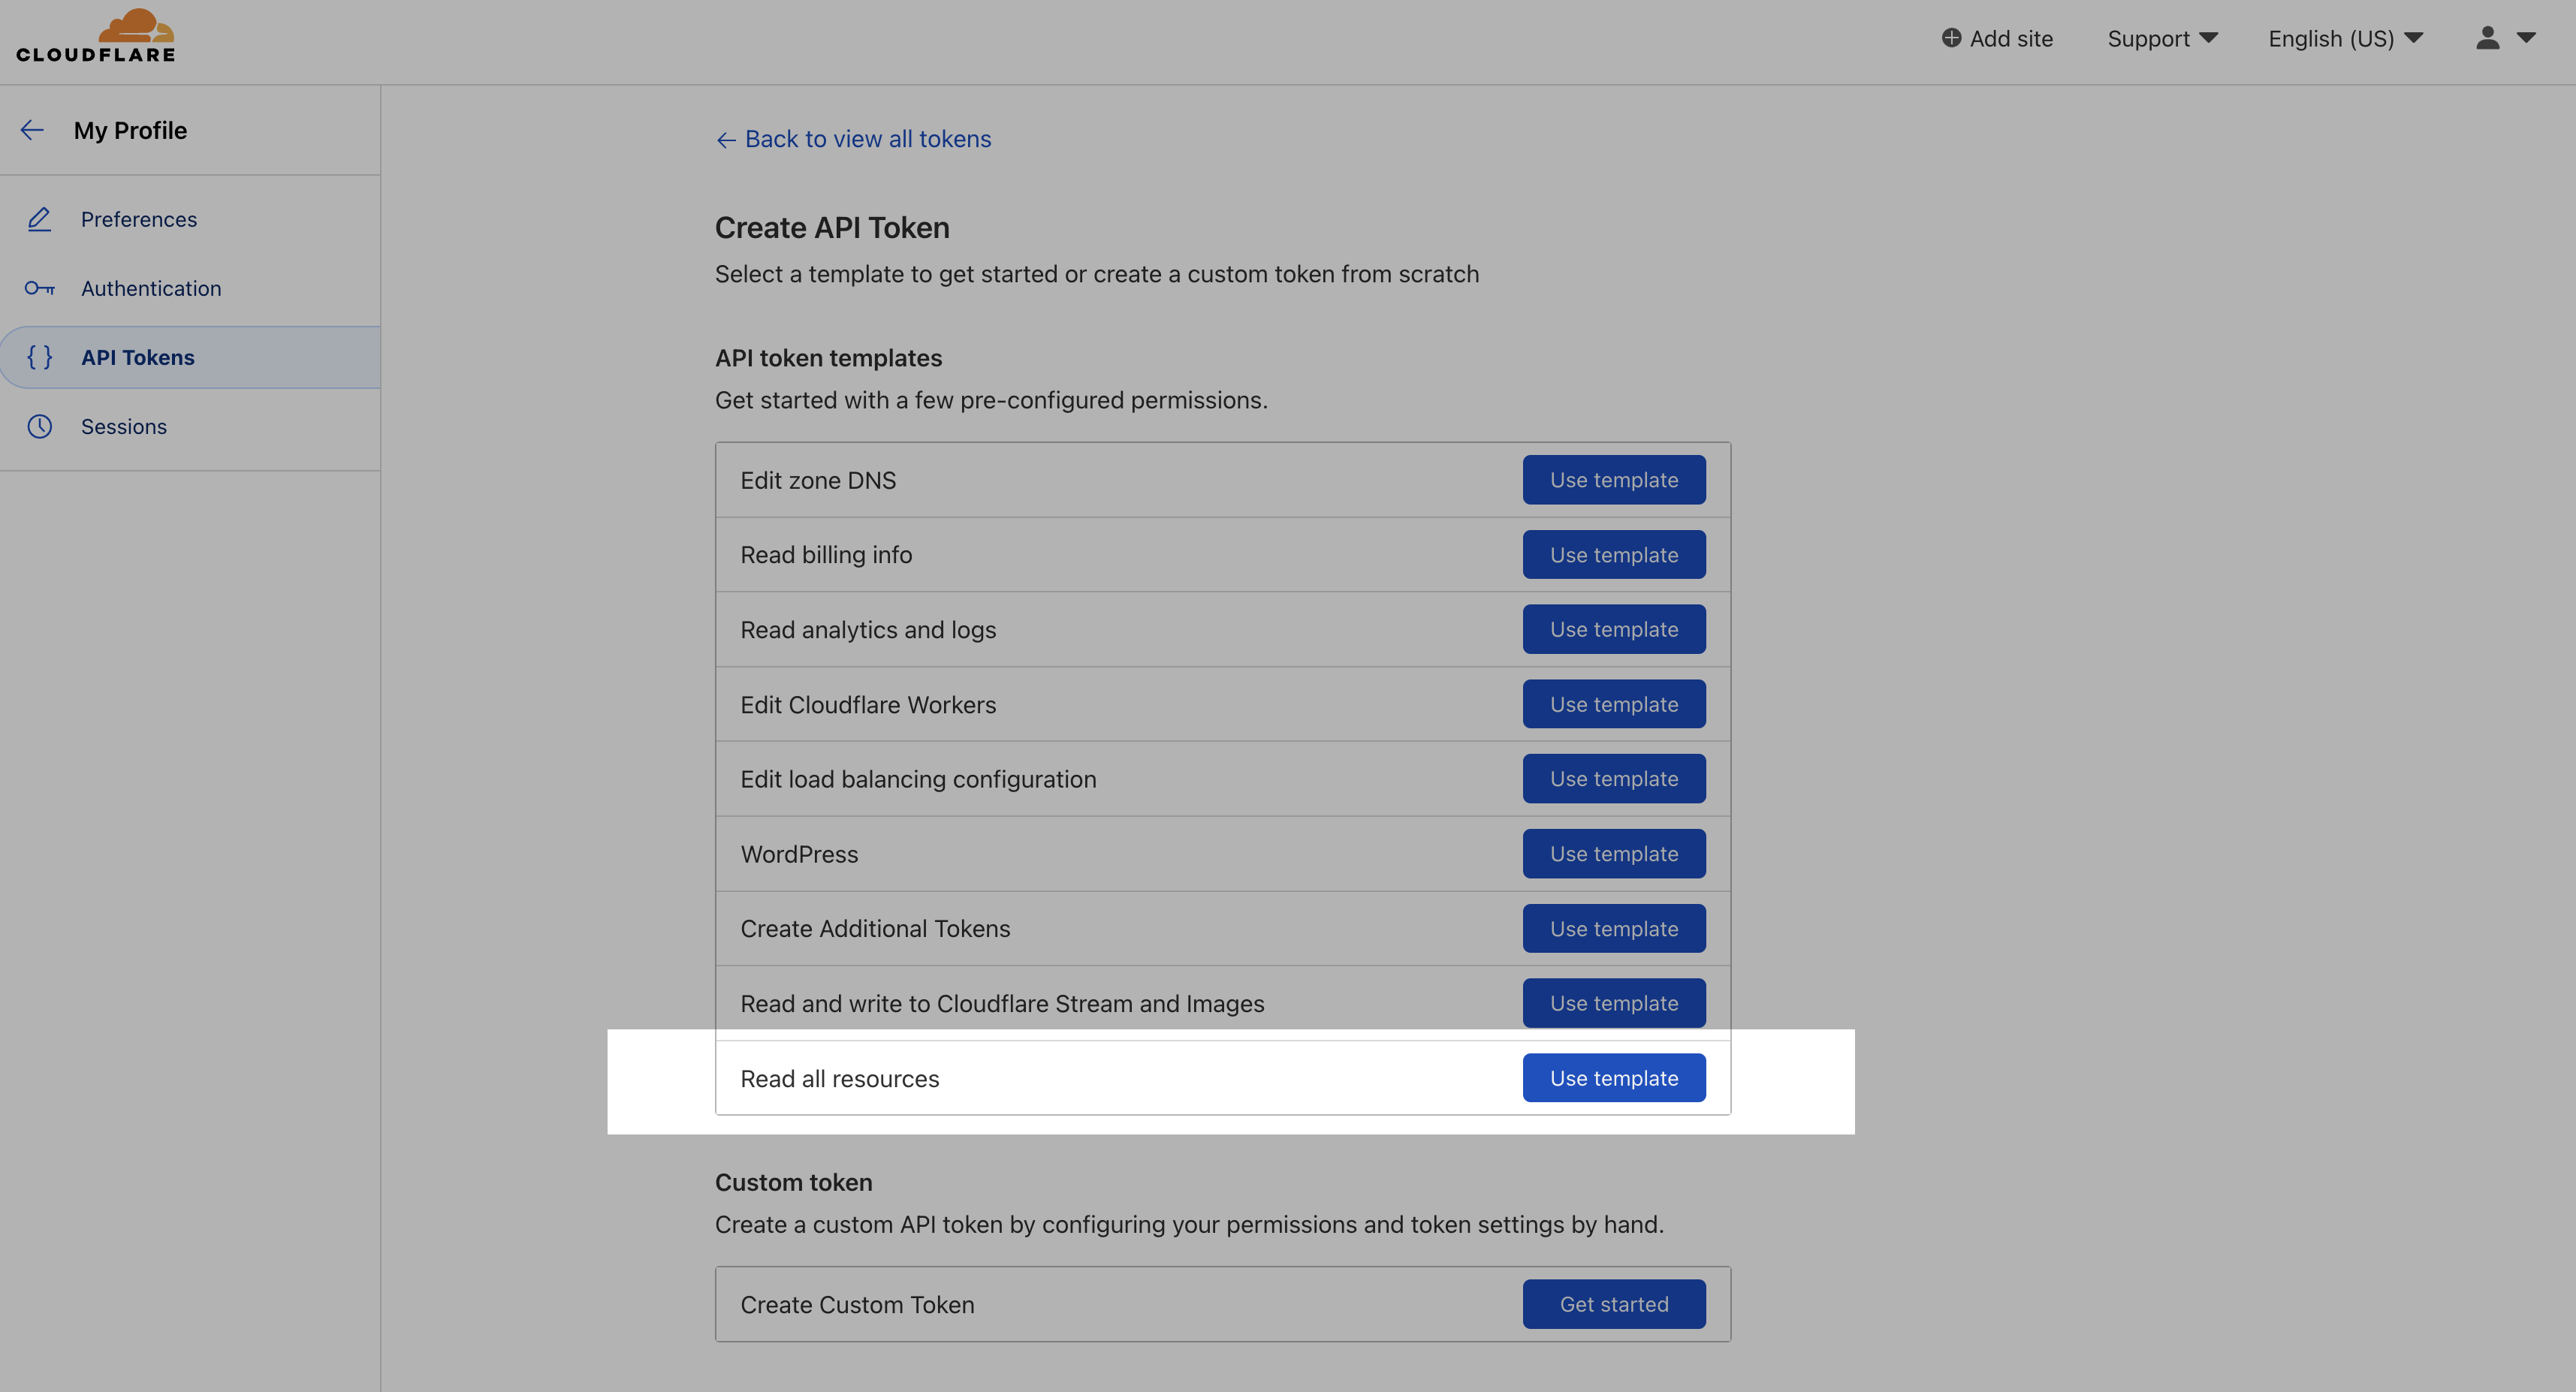 CLOUDFLARE
Add site
Support
English (US)
My Profile
Preferences
Authentication
API Tokens
Sessions
Back to view all tokens
Create API Token
Select a template to get started or create a custom token from scratch
API token templates
Get started with a few pre-configured permissions.
Edit zone DNS Use template
Read billing info Use template
Read analytics and logs Use template
Edit Cloudflare Workers Use template
Edit load balancing configuration Use template
WordPress Use template
Create Additional Tokens Use template
Read and write to Cloudflare Stream and Images Use template
Read all resources Use template
Custom token
Create a custom API token by configuring your permissions and token settings by hand.
Create Custom Token Get started